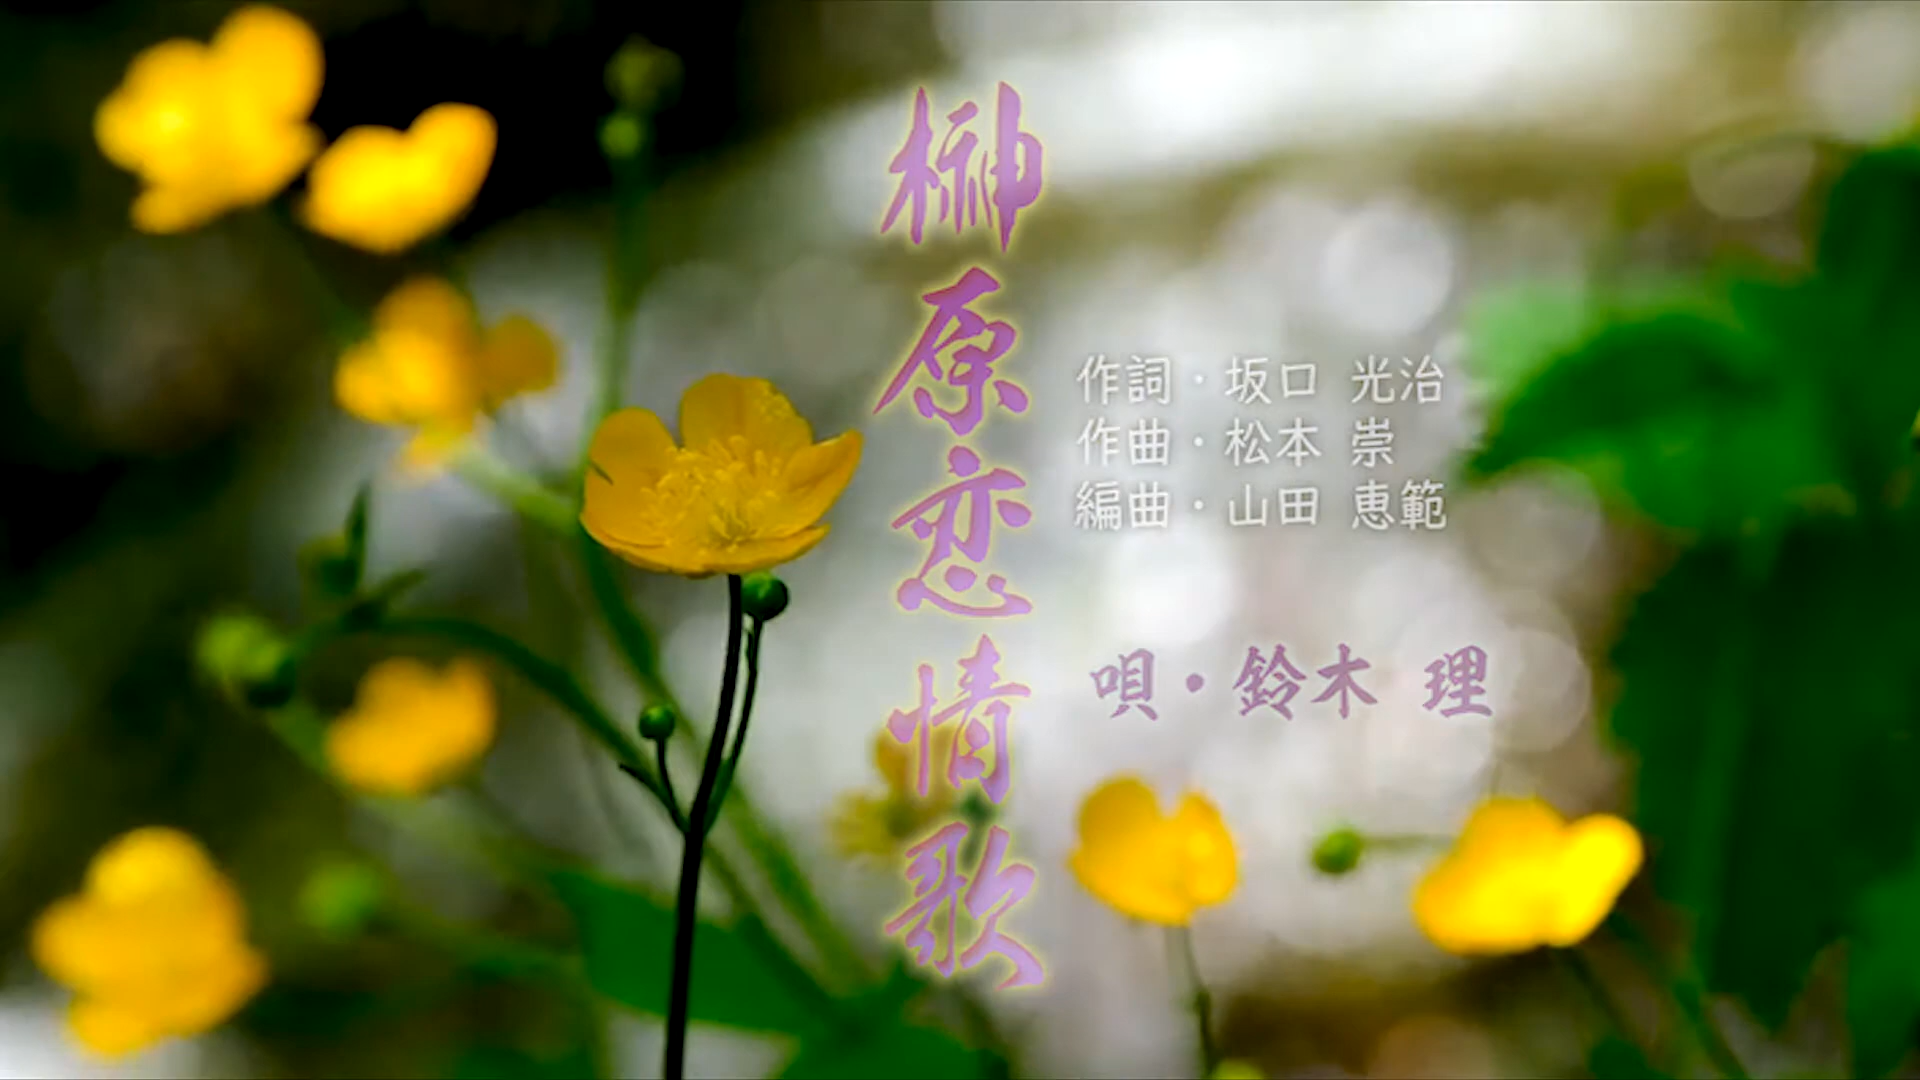 榊原恋情歌
作詞・坂口 光治
作曲・松本 崇
編曲・山田 恵範
唄・鈴木 理